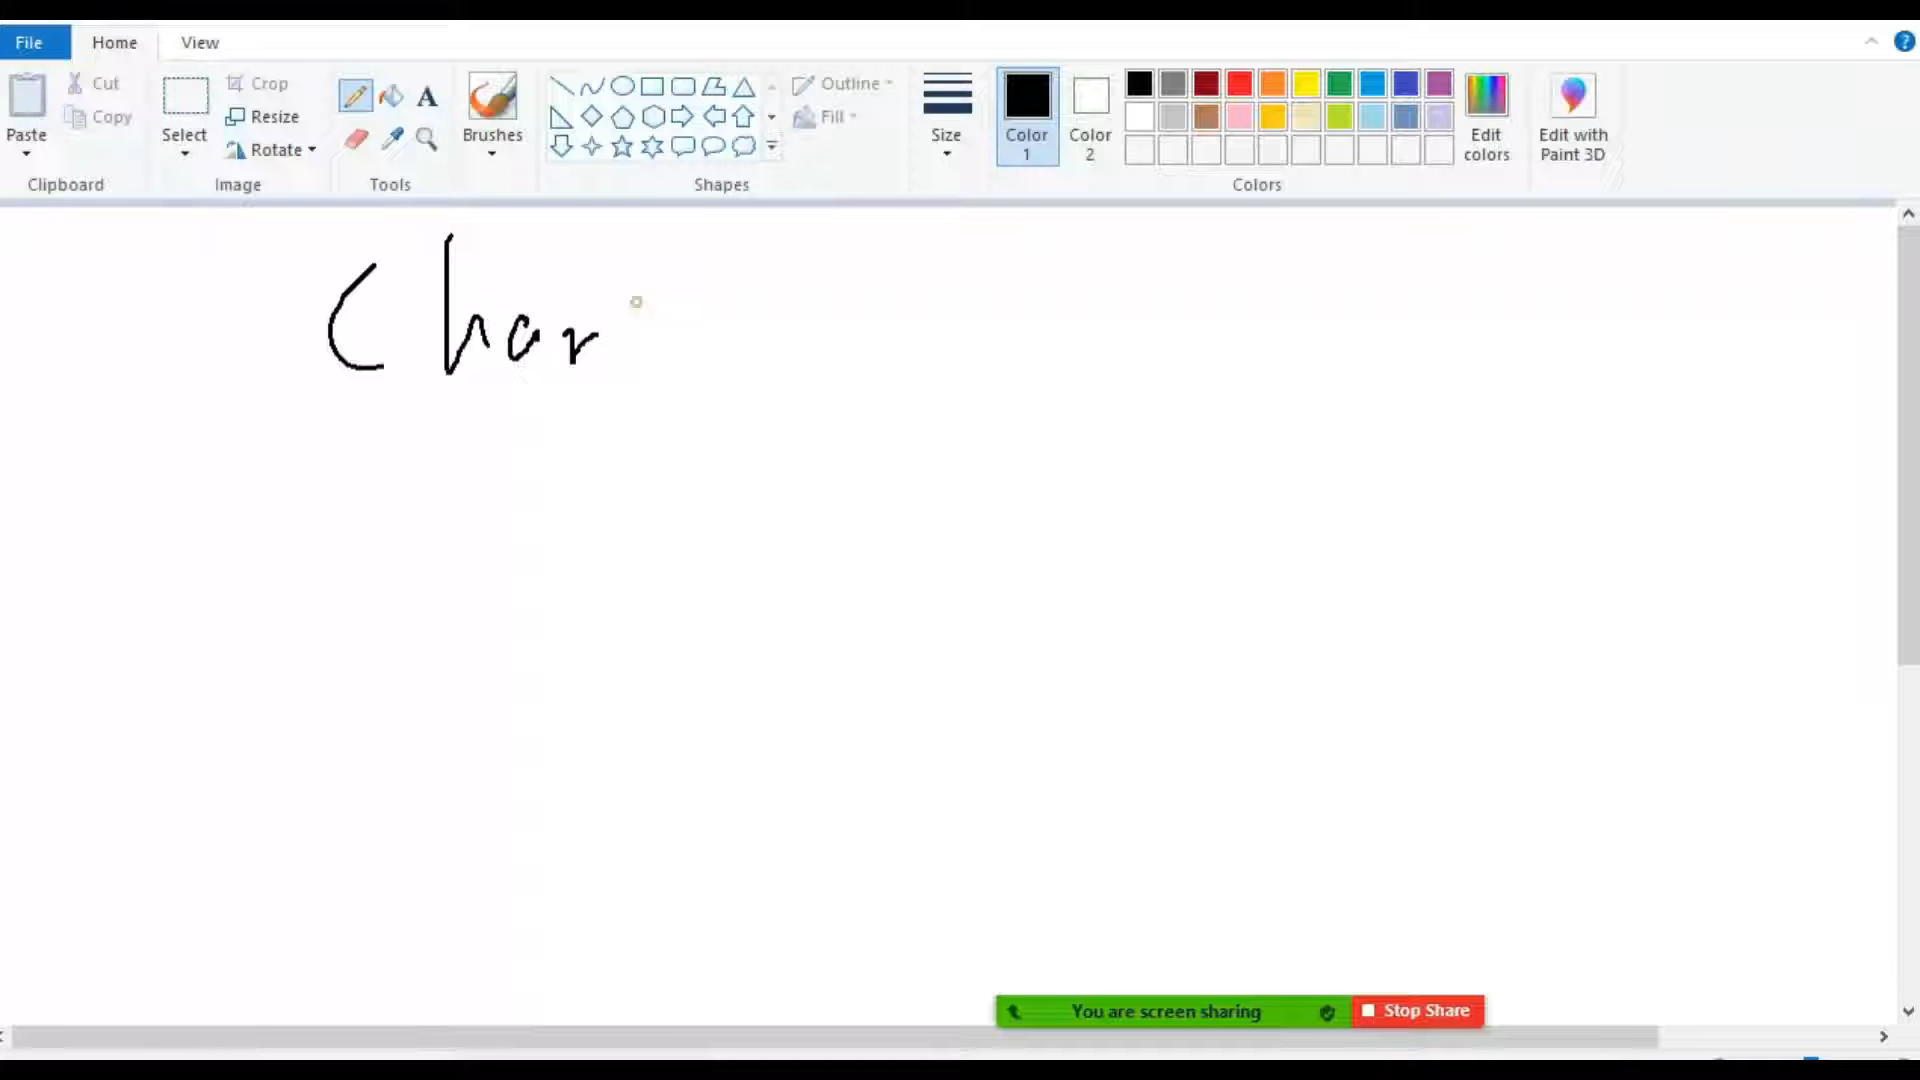 File Home View
Paste Cut Copy Select Crop Resize Rotate A Brushes Outline Fill Size Color 1 Color 2 Edit colors Edit with Paint 3D
Clipboard Image Tools Shapes Colors
Char
You are screen sharing Stop Share